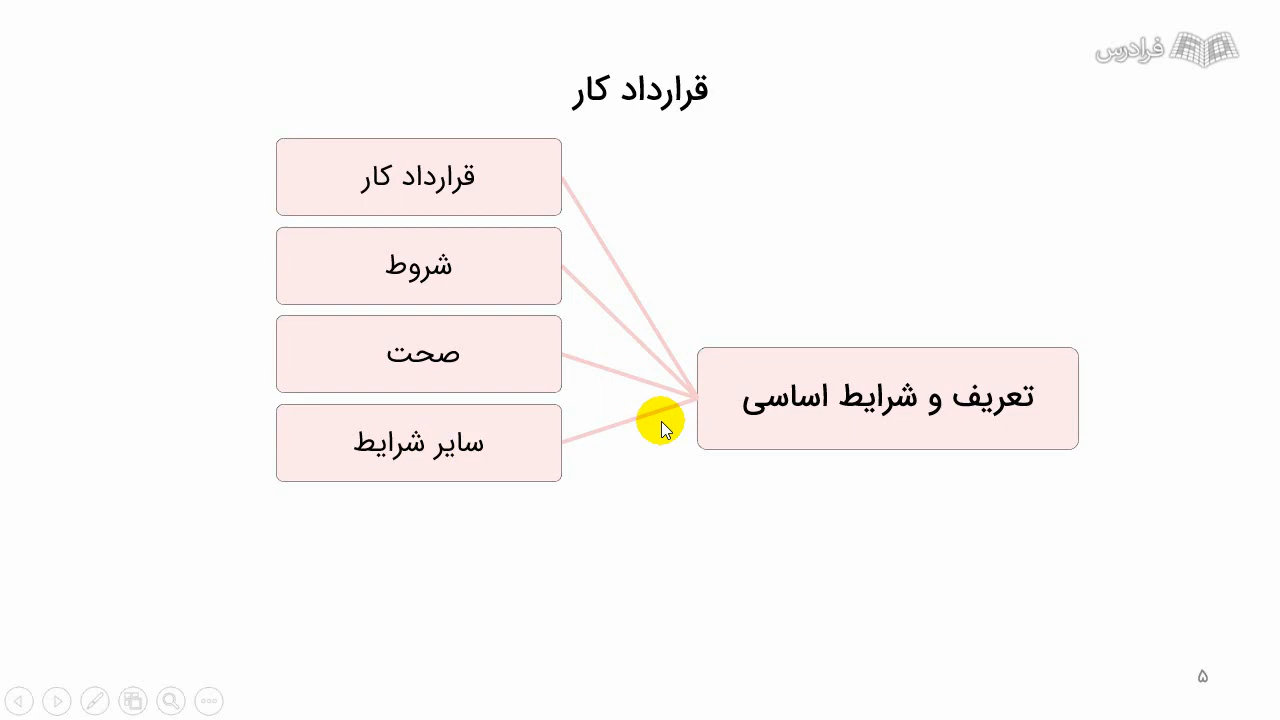 فرادرس
قرارداد کار
قرارداد کار
شروط
صحت
سایر شرایط
تعریف و شرایط اساسی
۵